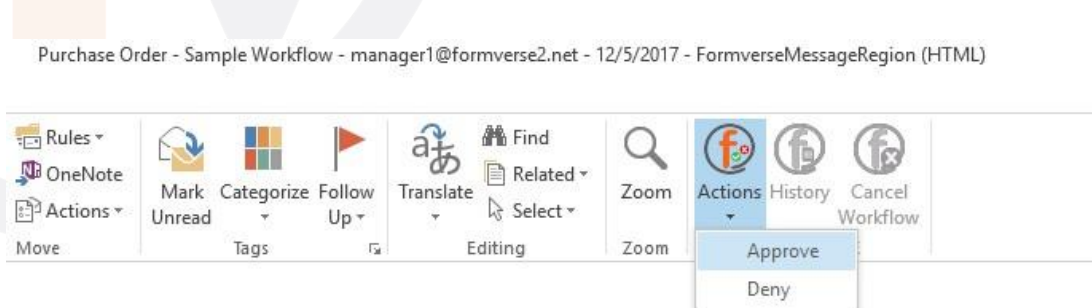 Purchase Order - Sample Workflow - manager1@formverse2.net - 12/5/2017 - FormverseMessageRegion (HTML)
Rules
OneNote
Actions
Move
Mark
Unread
Categorize
Follow
Up
Tags
Translate
Find
Related
Select
Editing
Zoom
Zoom
Actions
History
Cancel
Workflow
Approve
Deny